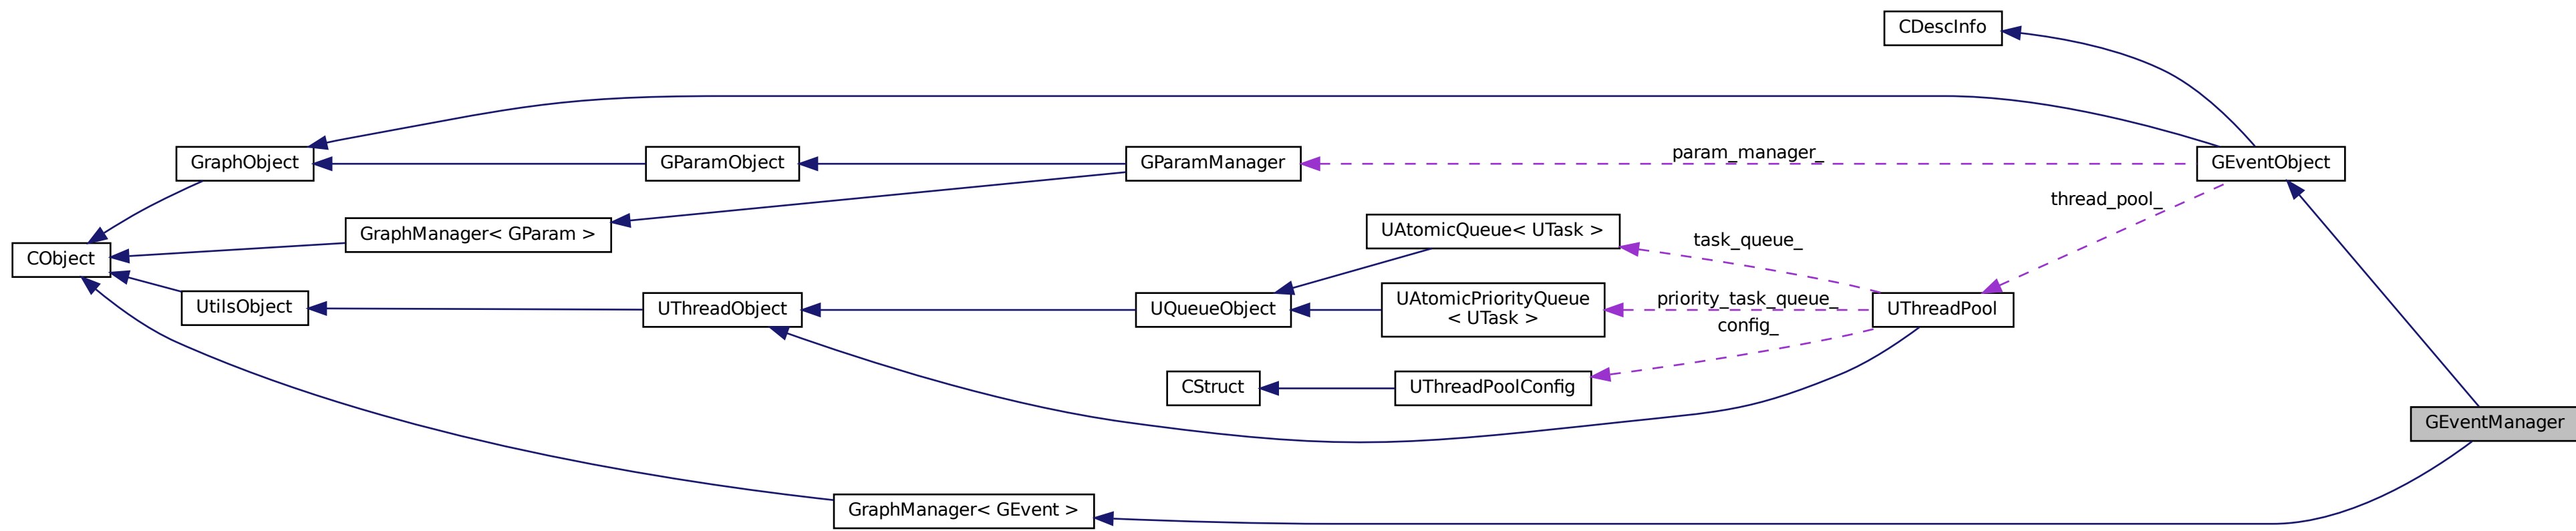 CDescInfo
GraphObject
GParamObject
GParamManager
param_manager_
GEventObject
thread_pool_
GraphManager< GParam >
UAtomicQueue< UTask >
task_queue_
CObject
UtilsObject
UThreadObject
UQueueObject
UAtomicPriorityQueue
< UTask >
priority_task_queue_
config_
UThreadPool
CStruct
UThreadPoolConfig
GEventManager
GraphManager< GEvent >